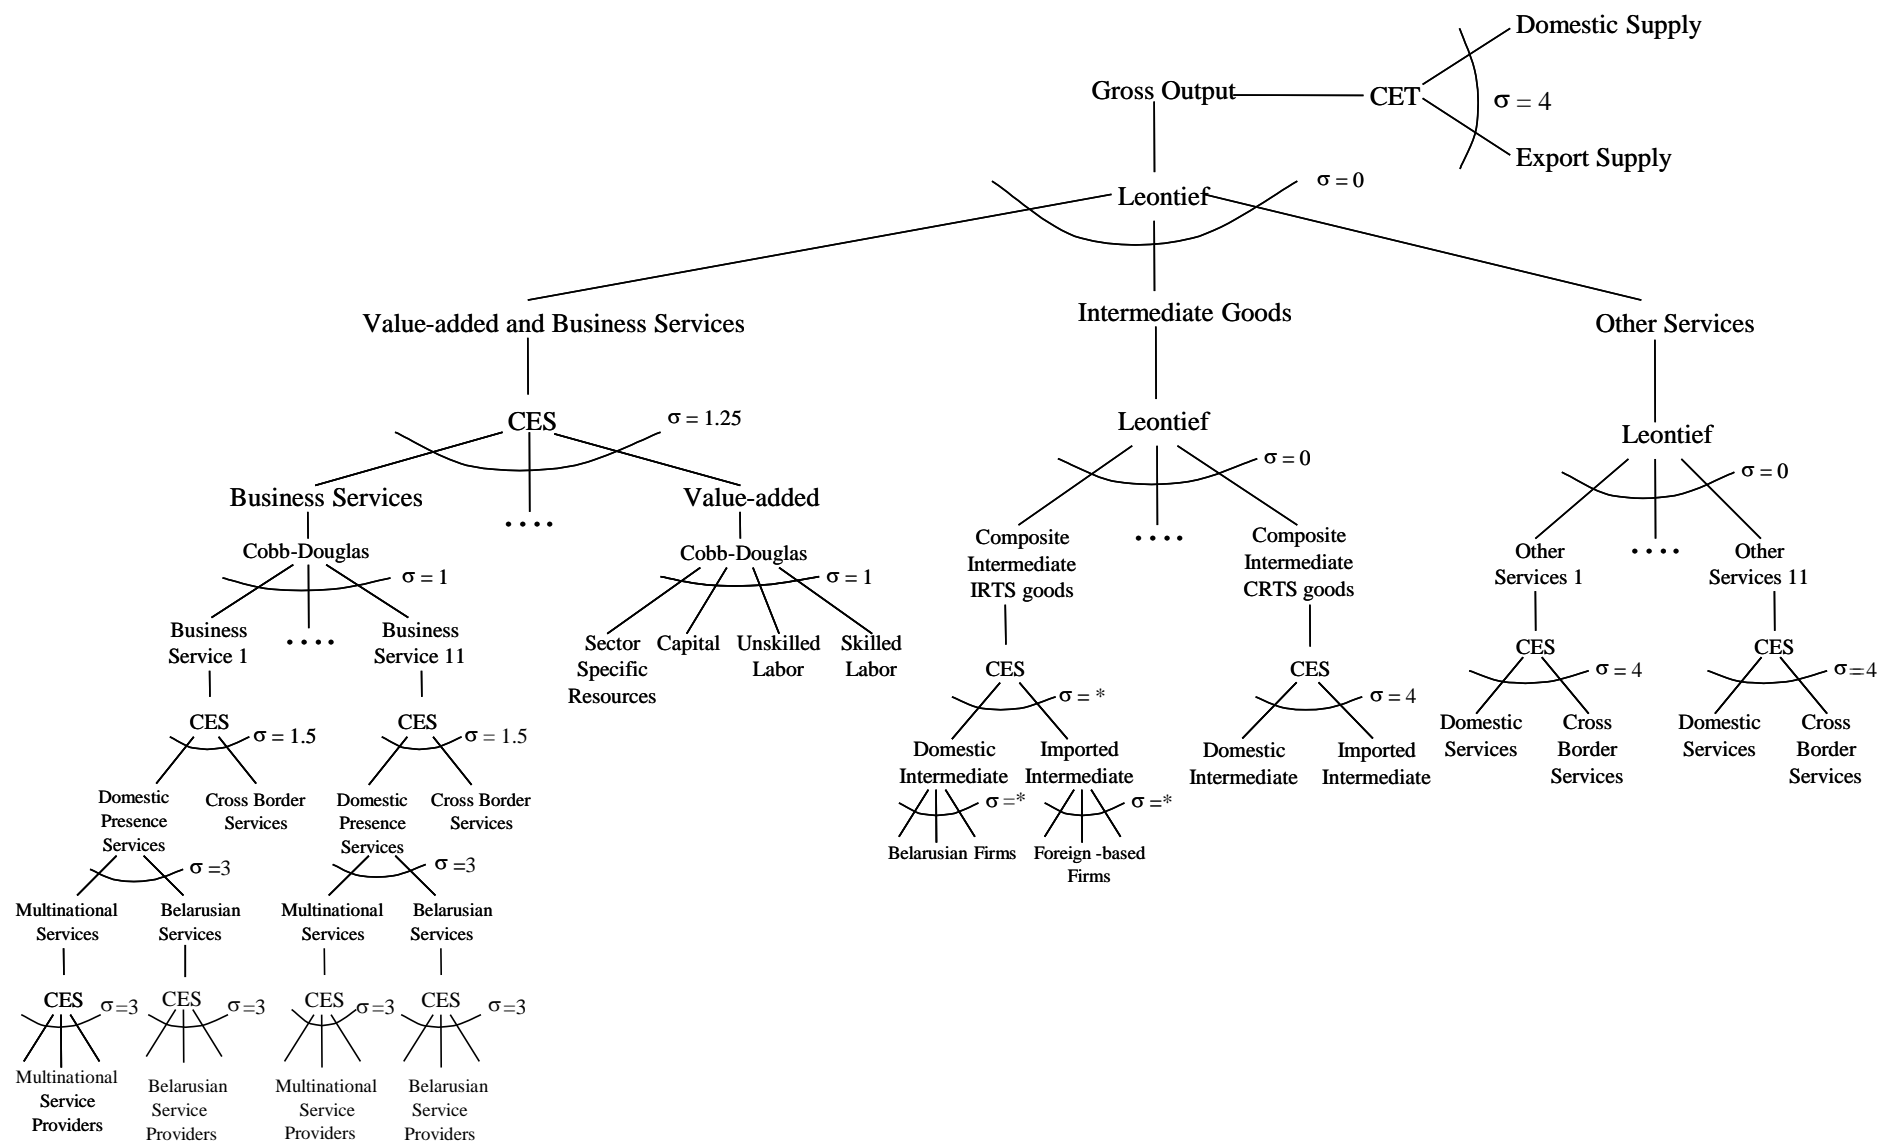 Domestic Supply
Gross Output
CET
σ = 4
Export Supply
Leontief
σ = 0
Value-added and Business Services
Intermediate Goods
Other Services
CES
σ = 1.25
Leontief
σ = 0
Leontief
σ = 0
Business Services
....
Value-added
....
....
Cobb-Douglas
σ = 1
Cobb-Douglas
σ = 1
Composite
Intermediate
IRTS goods
Composite
Intermediate
CRTS goods
Other
Services 1
Other
Services 11
Business
Service 1
....
Business
Service 11
Sector
Specific
Resources
Capital
Unskilled
Labor
Skilled
Labor
CES
σ = *
CES
σ = 4
CES
σ = 4
CES
σ=4
CES
σ = 1.5
CES
σ = 1.5
Domestic
Intermediate
Imported
Intermediate
Domestic
Intermediate
Imported
Intermediate
Domestic
Services
Cross
Border
Services
Domestic
Services
Cross
Border
Services
Domestic
Presence
Services
Cross Border
Services
Domestic
Presence
Services
Cross Border
Services
σ =*
σ =*
Belarusian Firms
Foreign -based
Firms
σ =3
σ =3
Multinational
Services
Belarusian
Services
Multinational
Services
Belarusian
Services
CES
σ=3
CES
σ=3
CES
σ=3
CES
σ=3
Multinational
Service
Providers
Belarusian
Service
Providers
Multinational
Service
Providers
Belarusian
Service
Providers